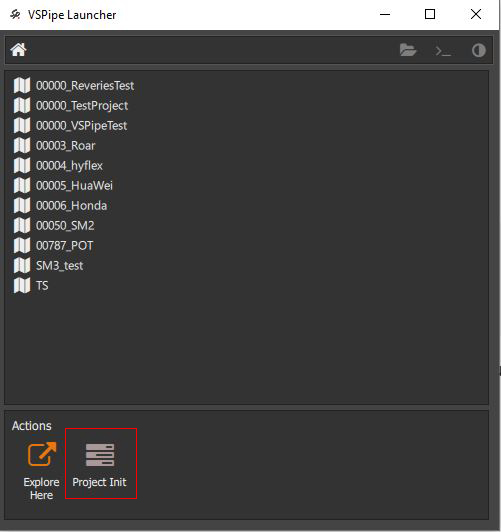 VSPipe Launcher
00000_ReveriesTest
00000_TestProject
00000_VSPipeTest
00003_Roar
00004_hyflex
00005_HuaWei
00006_Honda
00050_SM2
00787_POT
SM3_test
TS
Actions
Explore
Here
Project Init